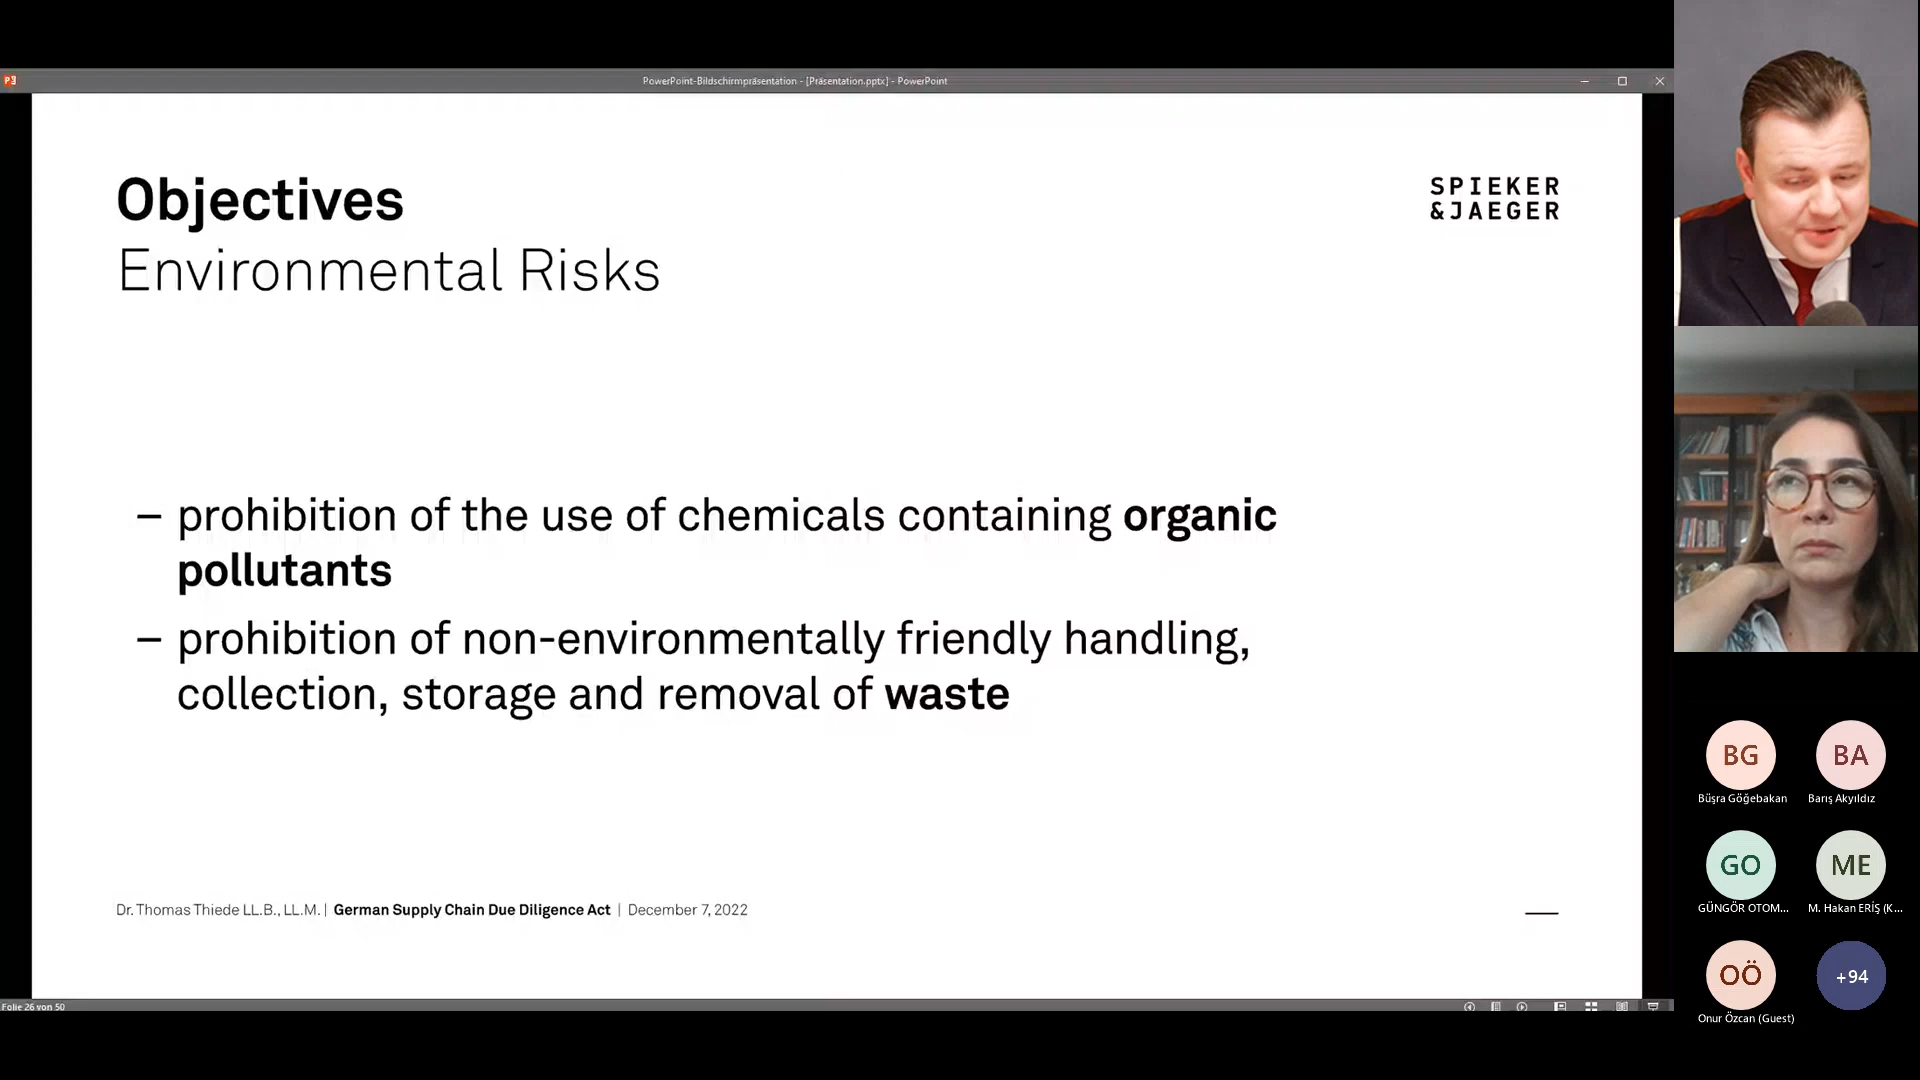 PowerPoint-Bildschirmpräsentation - [Präsentation.pptx] - PowerPoint
Objectives
Environmental Risks
SPIEKER
&JAEGER
– prohibition of the use of chemicals containing organic
pollutants
– prohibition of non-environmentally friendly handling,
collection, storage and removal of waste
Dr. Thomas Thiede LL.B., LL.M. | German Supply Chain Due Diligence Act | December 7, 2022
Folie 26 von 50
BG BA
Büşra Göğebakan Barış Akyıldız
GO ME
GÜNGÖR OTOM... M. Hakan ERİŞ (K...
OÖ +94
Onur Özcan (Guest)